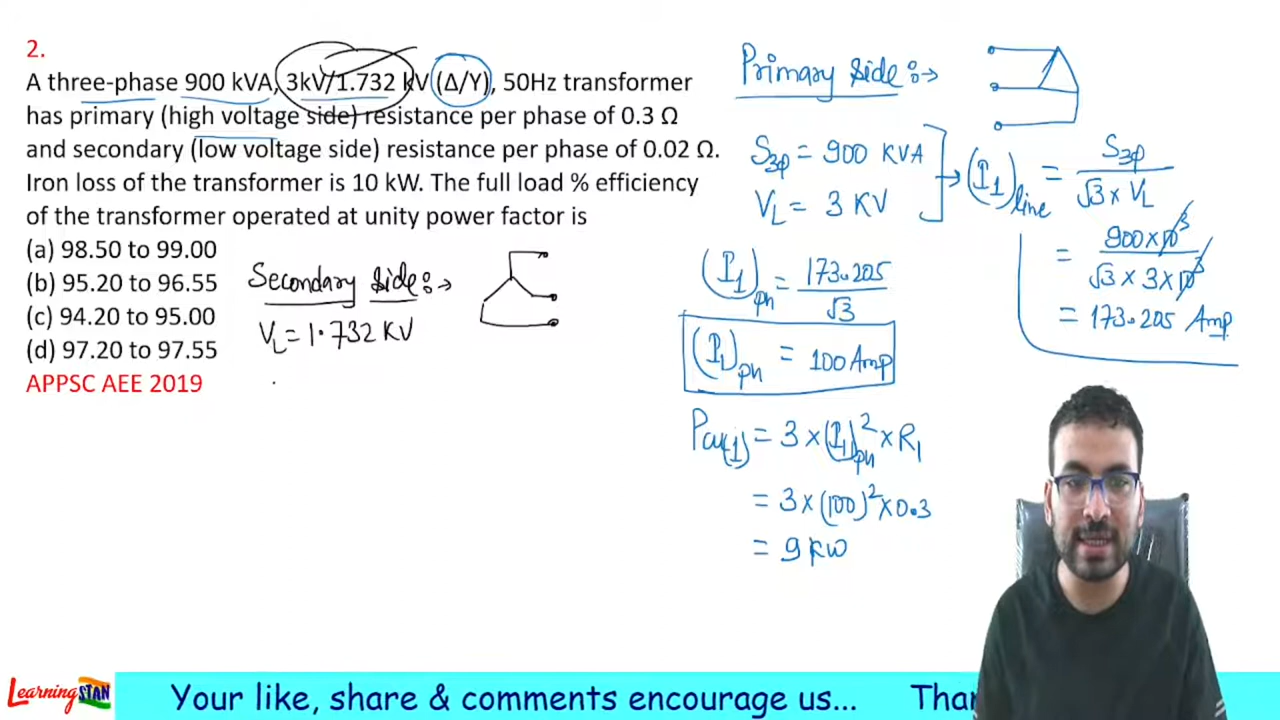 2.
A three-phase 900 kVA, 3kV/1.732 kV (Δ/Y), 50Hz transformer
has primary (high voltage side) resistance per phase of 0.3 Ω
and secondary (low voltage side) resistance per phase of 0.02 Ω.
Iron loss of the transformer is 10 kW. The full load % efficiency
of the transformer operated at unity power factor is
(a) 98.50 to 99.00
(b) 95.20 to 96.55
(c) 94.20 to 95.00
(d) 97.20 to 97.55
APPSC AEE 2019
Secondary Side:→
V_L = 1.732 KV
Primary Side:→
S_3φ = 900 KVA
V_L = 3 KV
(I_1)_line = S_3φ / √3 × V_L
= 900×10^3 / √3 × 3 × 10^3
= 173.205 Amp
(I_1)_ph = 173.205 / √3
(I_1)_ph = 100 Amp
P_cu(1) = 3 × (I_1)_ph^2 × R_1
= 3 × (100)^2 × 0.3
= 9 KW
Learning STAN
Your like, share & comments encourage us... Than